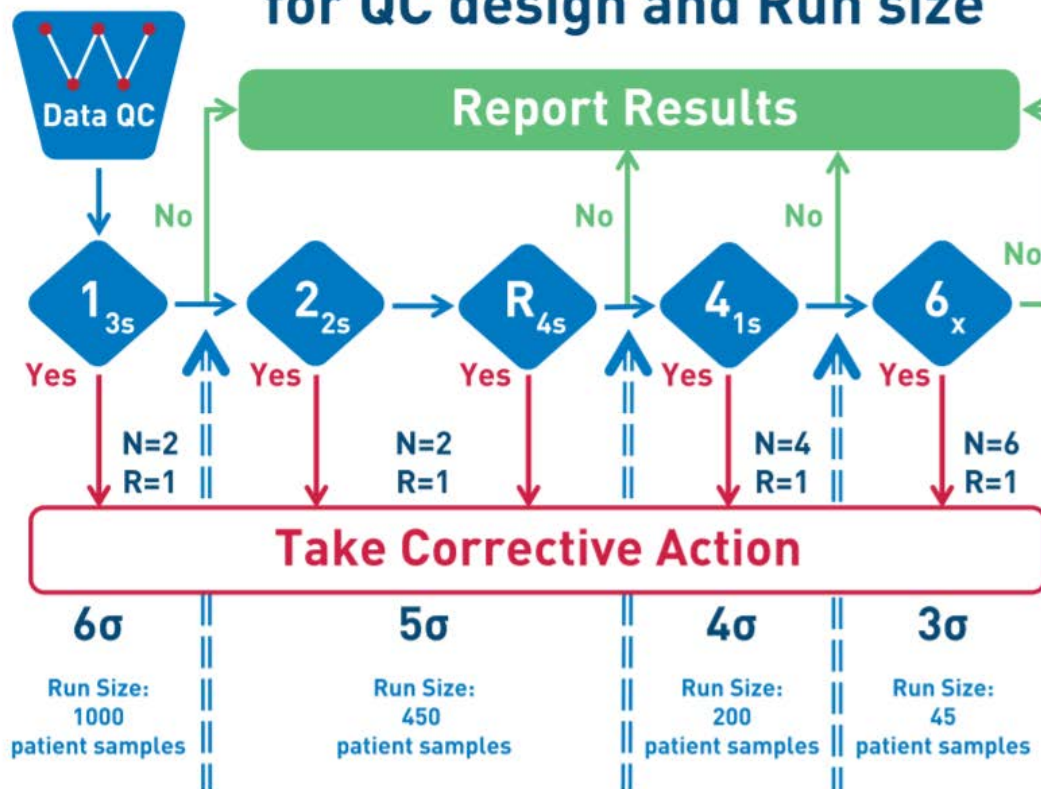 for QC design and Run size
Data QC
Report Results
No
No
No
No
1 3s
2 2s
R 4s
4 1s
6 x
Yes
Yes
Yes
Yes
Yes
N=2
R=1
N=2
R=1
N=4
R=1
N=6
R=1
Take Corrective Action
6σ
5σ
4σ
3σ
Run Size:
1000
patient samples
Run Size:
450
patient samples
Run Size:
200
patient samples
Run Size:
45
patient samples